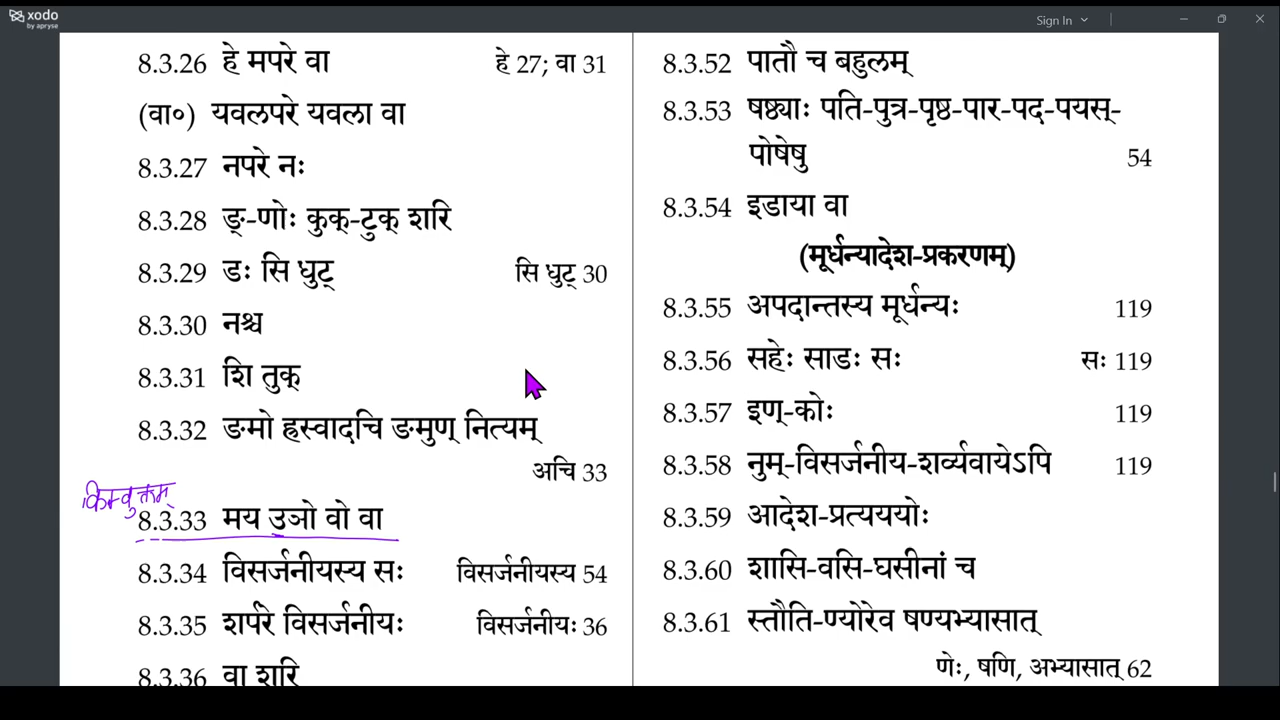 xodo
by apryse
Sign In
8.3.26 हे मपरे वा हे 27; वा 31
(वा०) यवलपरे यवला वा
8.3.27 नपरे नः
8.3.28 ङ्-णोः कुक्-टुक् शरि
8.3.29 डः सि धुट् सि धुट् 30
8.3.30 नश्च
8.3.31 शि तुक्
8.3.32 ङमो ह्रस्वादचि ङमुण् नित्यम्
अचि 33
किम्वुक्तम्
8.3.33 मय उञो वो वा
8.3.34 विसर्जनीयस्य सः विसर्जनीयस्य 54
8.3.35 शर्परे विसर्जनीयः विसर्जनीयः 36
8.3.36 वा शरि
8.3.52 पातौ च बहुलम्
8.3.53 षष्ठ्याः पति-पुत्र-पृष्ठ-पार-पद-पयस्-
पोषेषु 54
8.3.54 इडाया वा
(मूर्धन्यादेश-प्रकरणम्)
8.3.55 अपदान्तस्य मूर्धन्यः 119
8.3.56 सहेः साडः सः सः 119
8.3.57 इण्-कोः 119
8.3.58 नुम्-विसर्जनीय-शर्व्यवायेऽपि 119
8.3.59 आदेश-प्रत्यययोः
8.3.60 शासि-वसि-घसीनां च
8.3.61 स्तौति-ण्योरेव षण्यभ्यासात्
णेः, षणि, अभ्यासात् 62